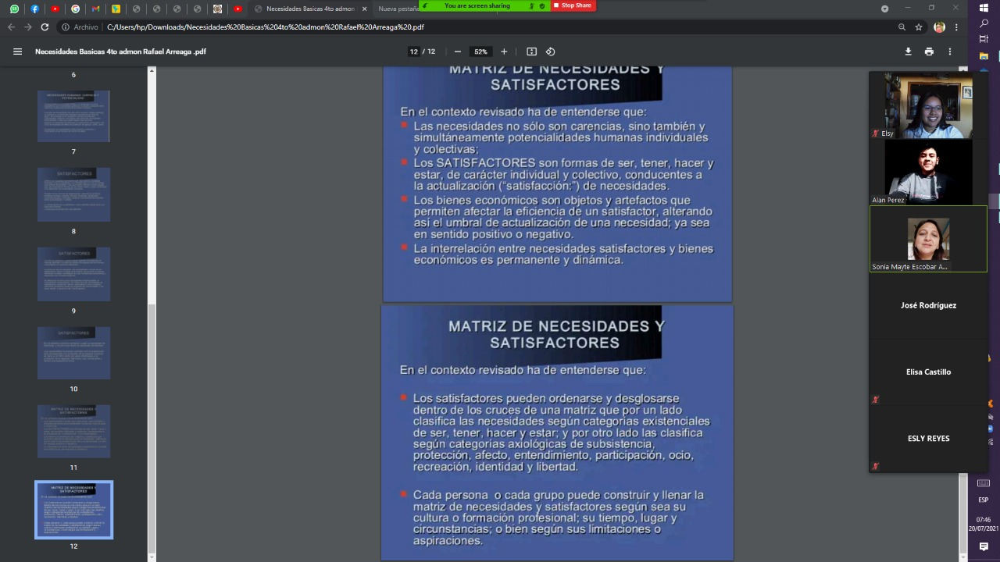 Necesidades Basicas 4to admon
Nueva pestaña
You are screen sharing
Stop Share
Archivo
C:/Users/hp/Downloads/Necesidades%20Basicas%204to%20admon%20Rafael%20Arreaga%20.pdf
Necesidades Basicas 4to admon Rafael Arreaga .pdf
12 / 12
52%
6
7
SATISFACTORES
8
SATISFACTORES
9
SATISFACTORES
10
MATRIZ DE NECESIDADES Y
SATISFACTORES
11
MATRIZ DE NECESIDADES Y
SATISFACTORES
12
MATRIZ DE NECESIDADES Y
SATISFACTORES
En el contexto revisado ha de entenderse que:
Las necesidades no sólo son carencias, sino también y
simultáneamente potencialidades humanas individuales
y colectivas;
Los SATISFACTORES son formas de ser, tener, hacer y
estar, de carácter individual y colectivo, conducentes a
la actualización ("satisfacción:") de necesidades.
Los bienes económicos son objetos y artefactos que
permiten afectar la eficiencia de un satisfactor, alterando
así el umbral de actualización de una necesidad; ya sea
en sentido positivo o negativo.
La interrelación entre necesidades satisfactores y bienes
económicos es permanente y dinámica.
MATRIZ DE NECESIDADES Y
SATISFACTORES
En el contexto revisado ha de entenderse que:
Los satisfactores pueden ordenarse y desglosarse
dentro de los cruces de una matriz que por un lado
clasifica las necesidades según categorías existenciales
ser, tener, hacer y estar; y por otro lado las clasifica
según categorías axiológicas de subsistencia,
protección, afecto, entendimiento, participación, ocio,
recreación, identidad y libertad.
persona o cada grupo puede construir y llenar la
de necesidades y satisfactores según sea su
cultura o formación profesional; su tiempo, lugar y
circunstancias; o bien según sus limitaciones o
aspiraciones.
Elsy
Alan Perez
Sonia Mayte Escobar A...
José Rodríguez
Elisa Castillo
ESLY REYES
ESP
07:46
20/07/2021